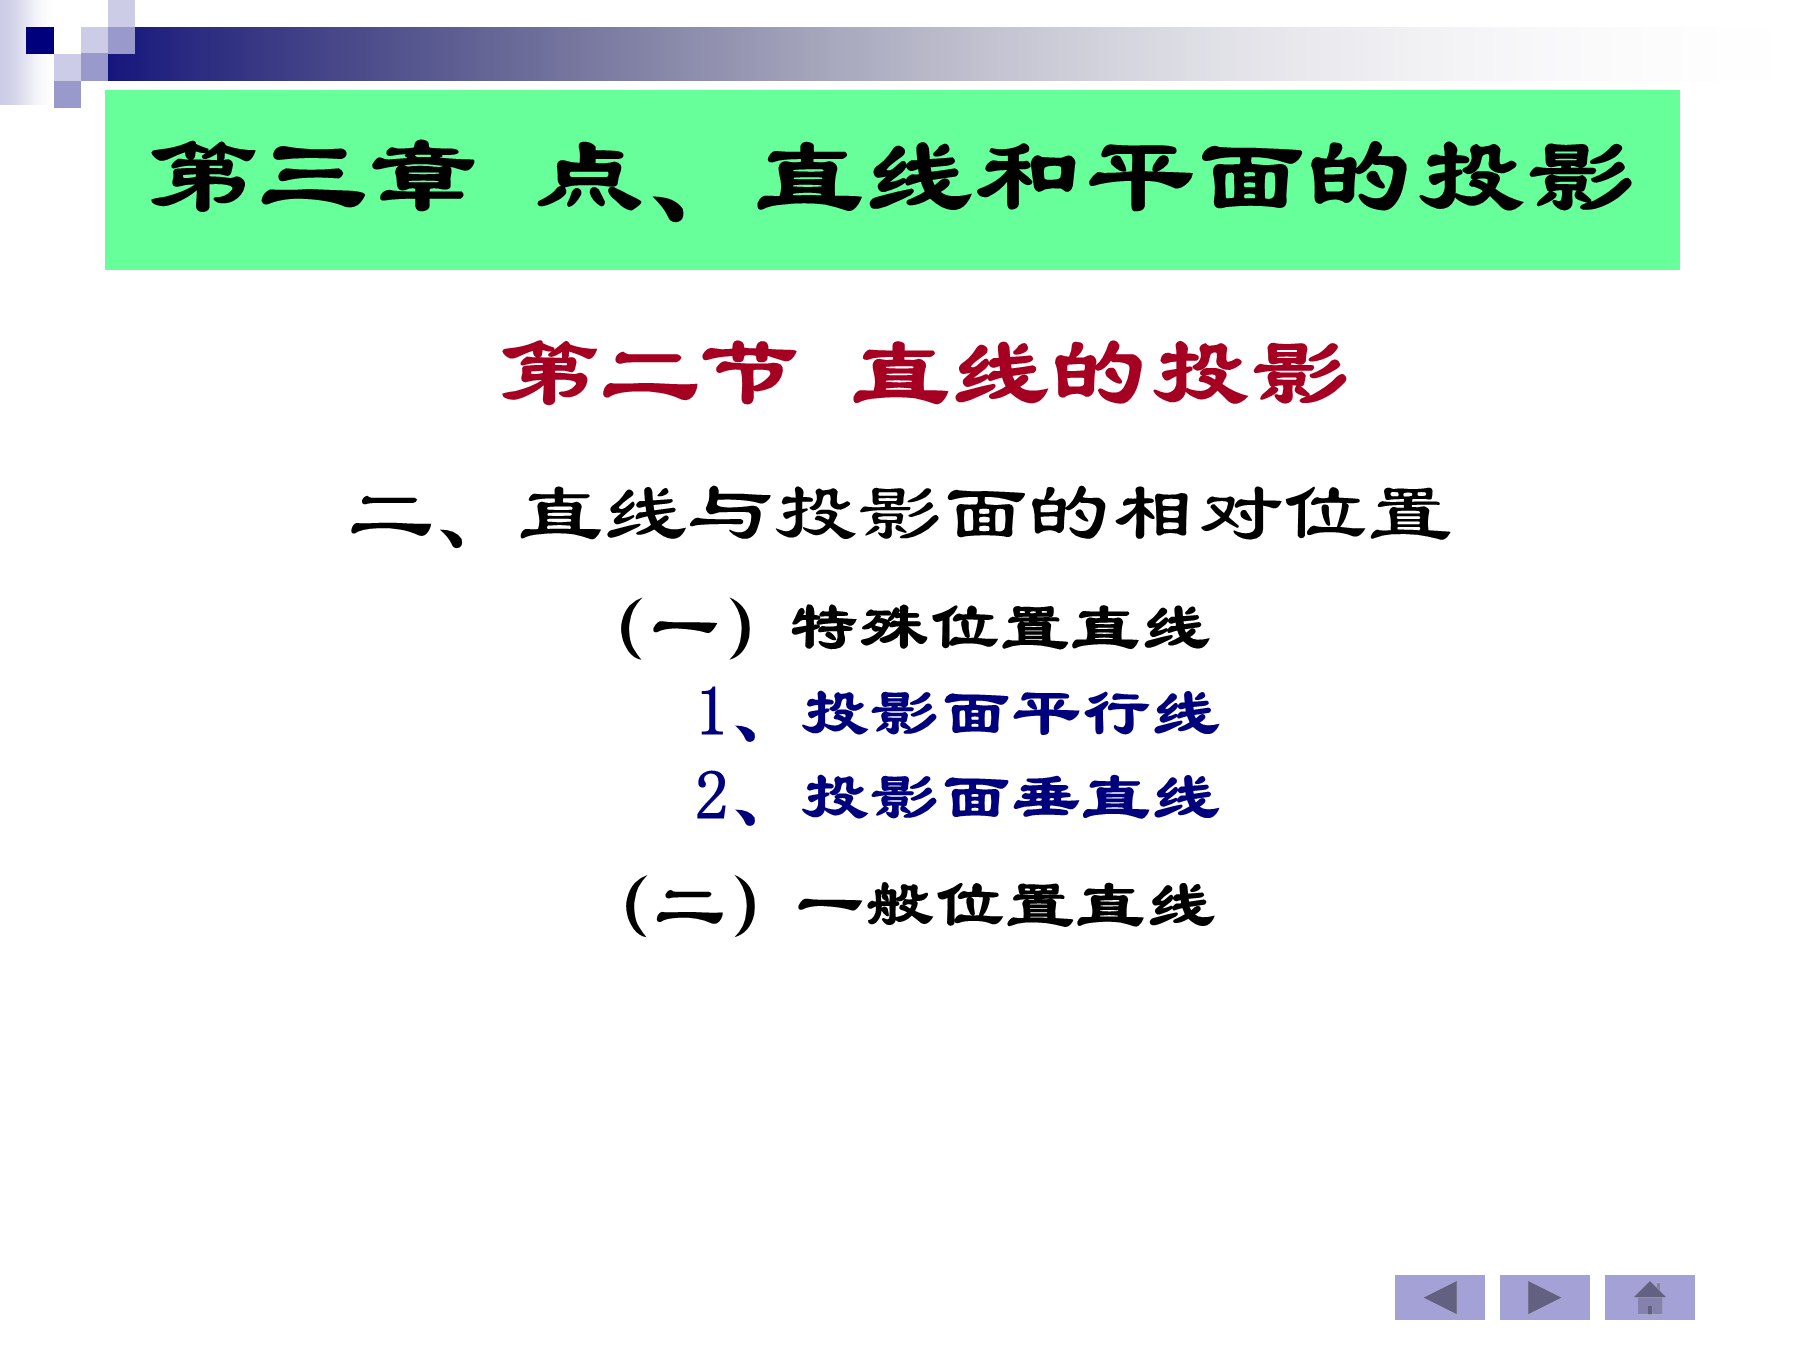 第三章 点、直线和平面的投影
第二节 直线的投影
二、直线与投影面的相对位置
（一）特殊位置直线
1、投影面平行线
2、投影面垂直线
（二）一般位置直线